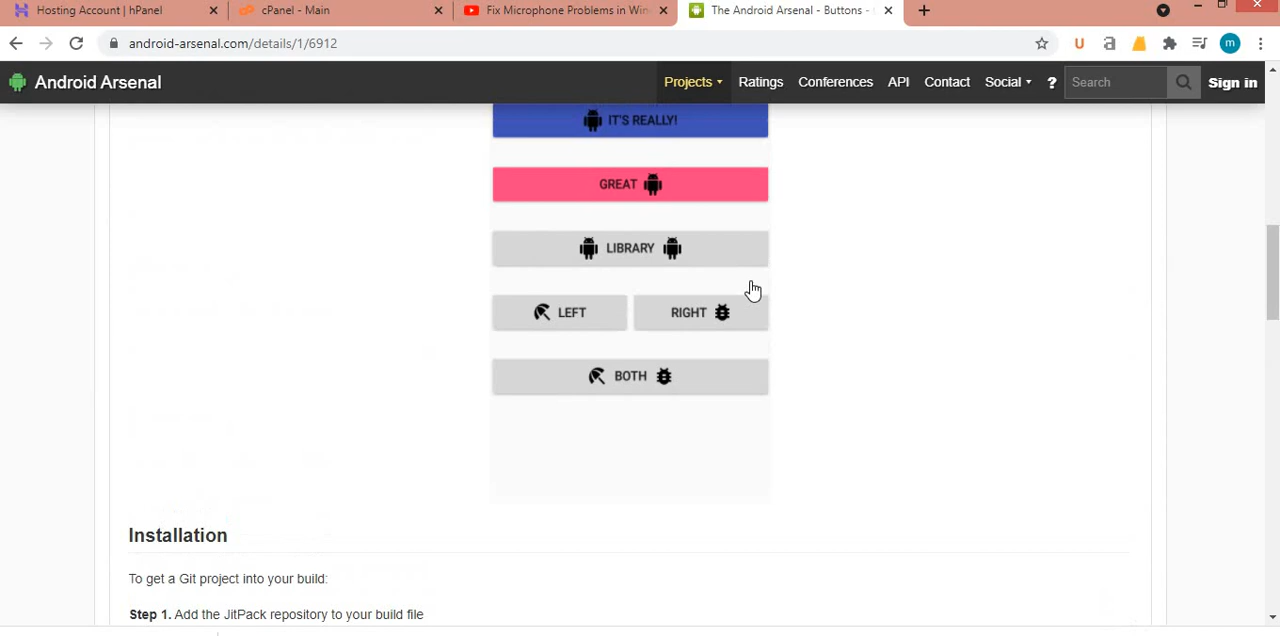 Hosting Account | hPanel
cPanel - Main
Fix Microphone Problems in Win
The Android Arsenal - Buttons -
android-arsenal.com/details/1/6912
U
a
m
Android Arsenal
Projects
Ratings
Conferences
API
Contact
Social
?
Search
Sign in
IT'S REALLY!
GREAT
LIBRARY
LEFT
RIGHT
BOTH
Installation
To get a Git project into your build:
Step 1. Add the JitPack repository to your build file